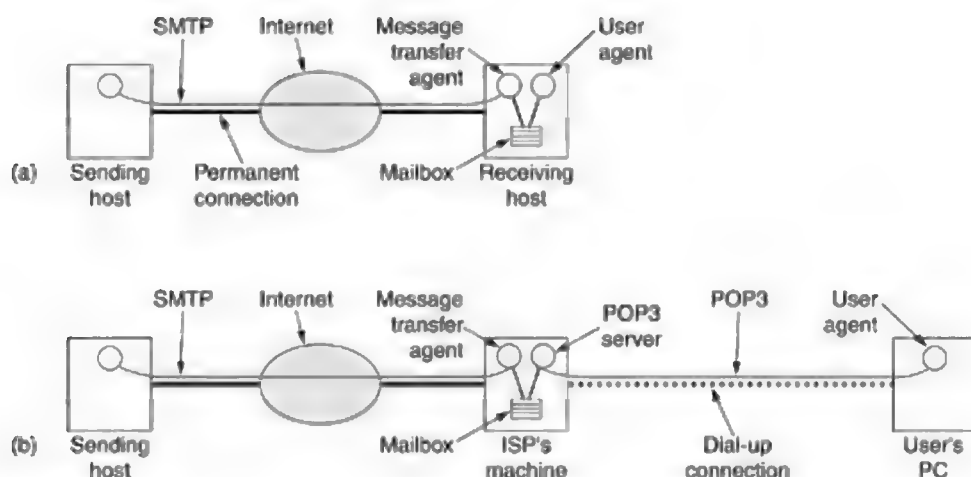 SMTP
Internet
Message
transfer
agent
User
agent
Mailbox
(a)
Sending
host
Permanent
connection
Receiving
host
SMTP
Internet
Message
transfer
agent
POP3
server
POP3
User
agent
Mailbox
(b)
Sending
host
ISP's
machine
Dial-up
connection
User's
PC